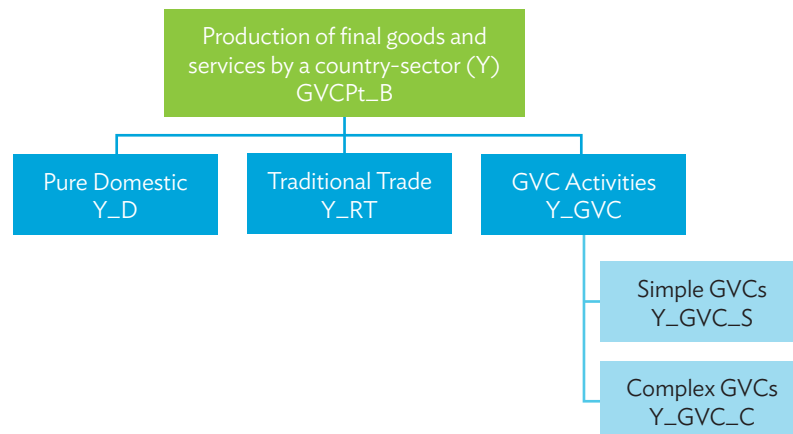 Production of final goods and
services by a country-sector (Y)
GVCPt_B
Pure Domestic
Y_D
Traditional Trade
Y_RT
GVC Activities
Y_GVC
Simple GVCs
Y_GVC_S
Complex GVCs
Y_GVC_C